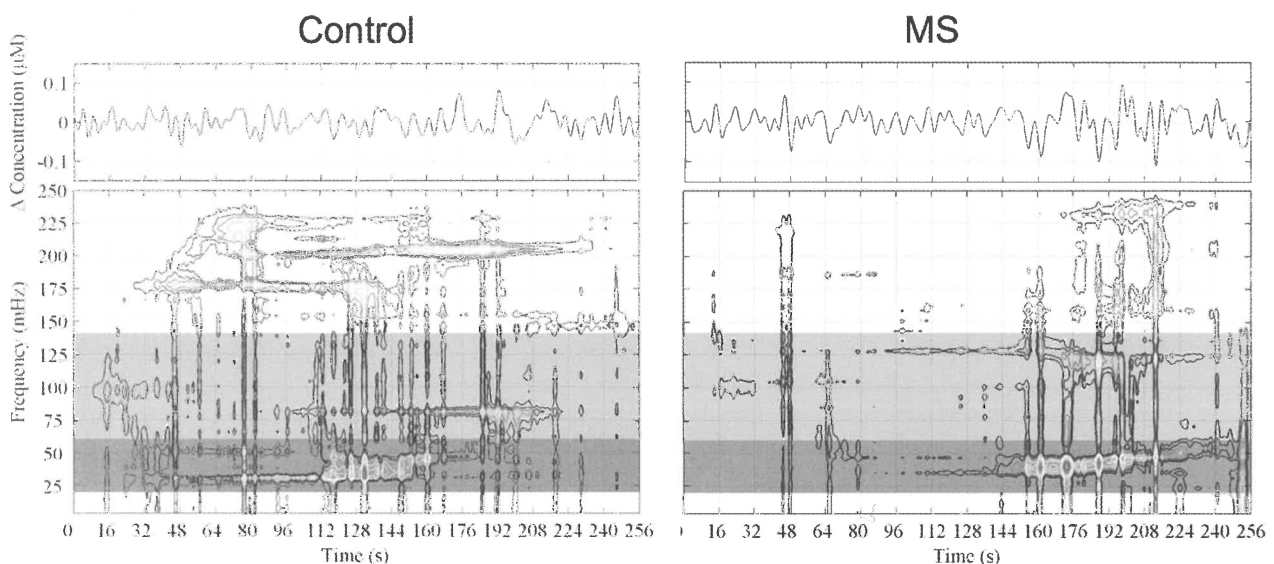 Control
MS
Δ Concentration (μM)
0.1
0
-0.1
Frequency (mHz)
250
225
200
175
150
125
100
75
50
25
0 16 32 48 80 64 96 112 128 144 160 176 192 208 224 240 256
Time (s)
16 32 48 64 80 96 112 128 144 160 176 192 208 224 240 256
Time (s)